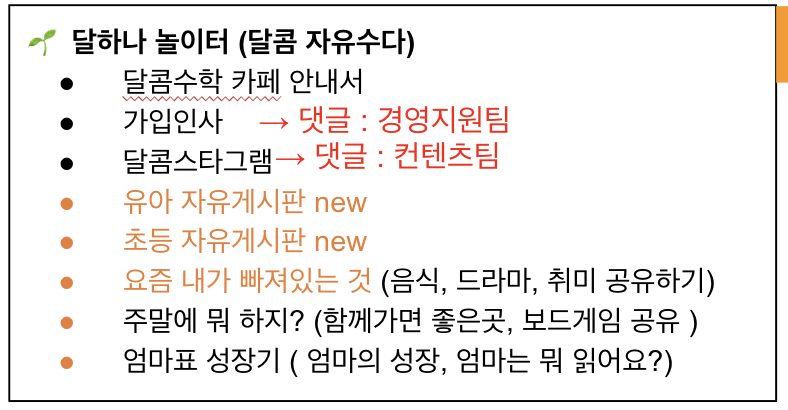 🌱 달하나 놀이터 (달콤 자유수다)
● 달콤수학 카페 안내서
● 가입인사 → 댓글 : 경영지원팀
● 달콤스타그램→ 댓글 : 컨텐츠팀
● 유아 자유게시판 new
● 초등 자유게시판 new
● 요즘 내가 빠져있는 것 (음식, 드라마, 취미 공유하기)
● 주말에 뭐 하지? (함께가면 좋은곳, 보드게임 공유 )
● 엄마표 성장기 ( 엄마의 성장, 엄마는 뭐 읽어요?)